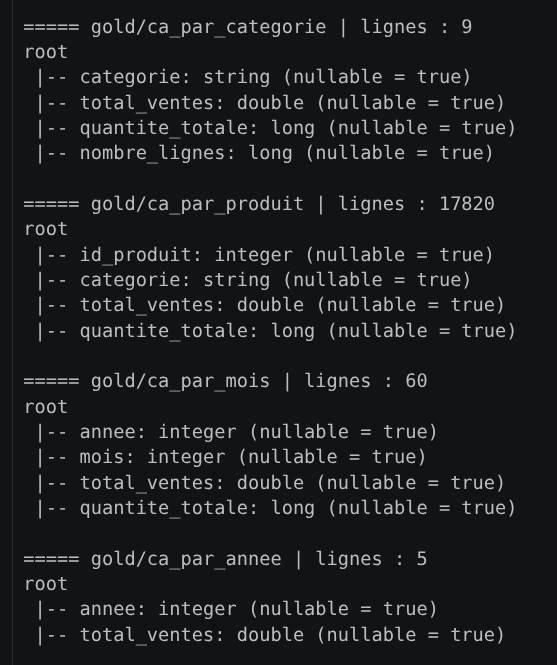 ===== gold/ca_par_categorie | lignes : 9
root
 |-- categorie: string (nullable = true)
 |-- total_ventes: double (nullable = true)
 |-- quantite_totale: long (nullable = true)
 |-- nombre_lignes: long (nullable = true)

===== gold/ca_par_produit | lignes : 17820
root
 |-- id_produit: integer (nullable = true)
 |-- categorie: string (nullable = true)
 |-- total_ventes: double (nullable = true)
 |-- quantite_totale: long (nullable = true)

===== gold/ca_par_mois | lignes : 60
root
 |-- annee: integer (nullable = true)
 |-- mois: integer (nullable = true)
 |-- total_ventes: double (nullable = true)
 |-- quantite_totale: long (nullable = true)

===== gold/ca_par_annee | lignes : 5
root
 |-- annee: integer (nullable = true)
 |-- total_ventes: double (nullable = true)